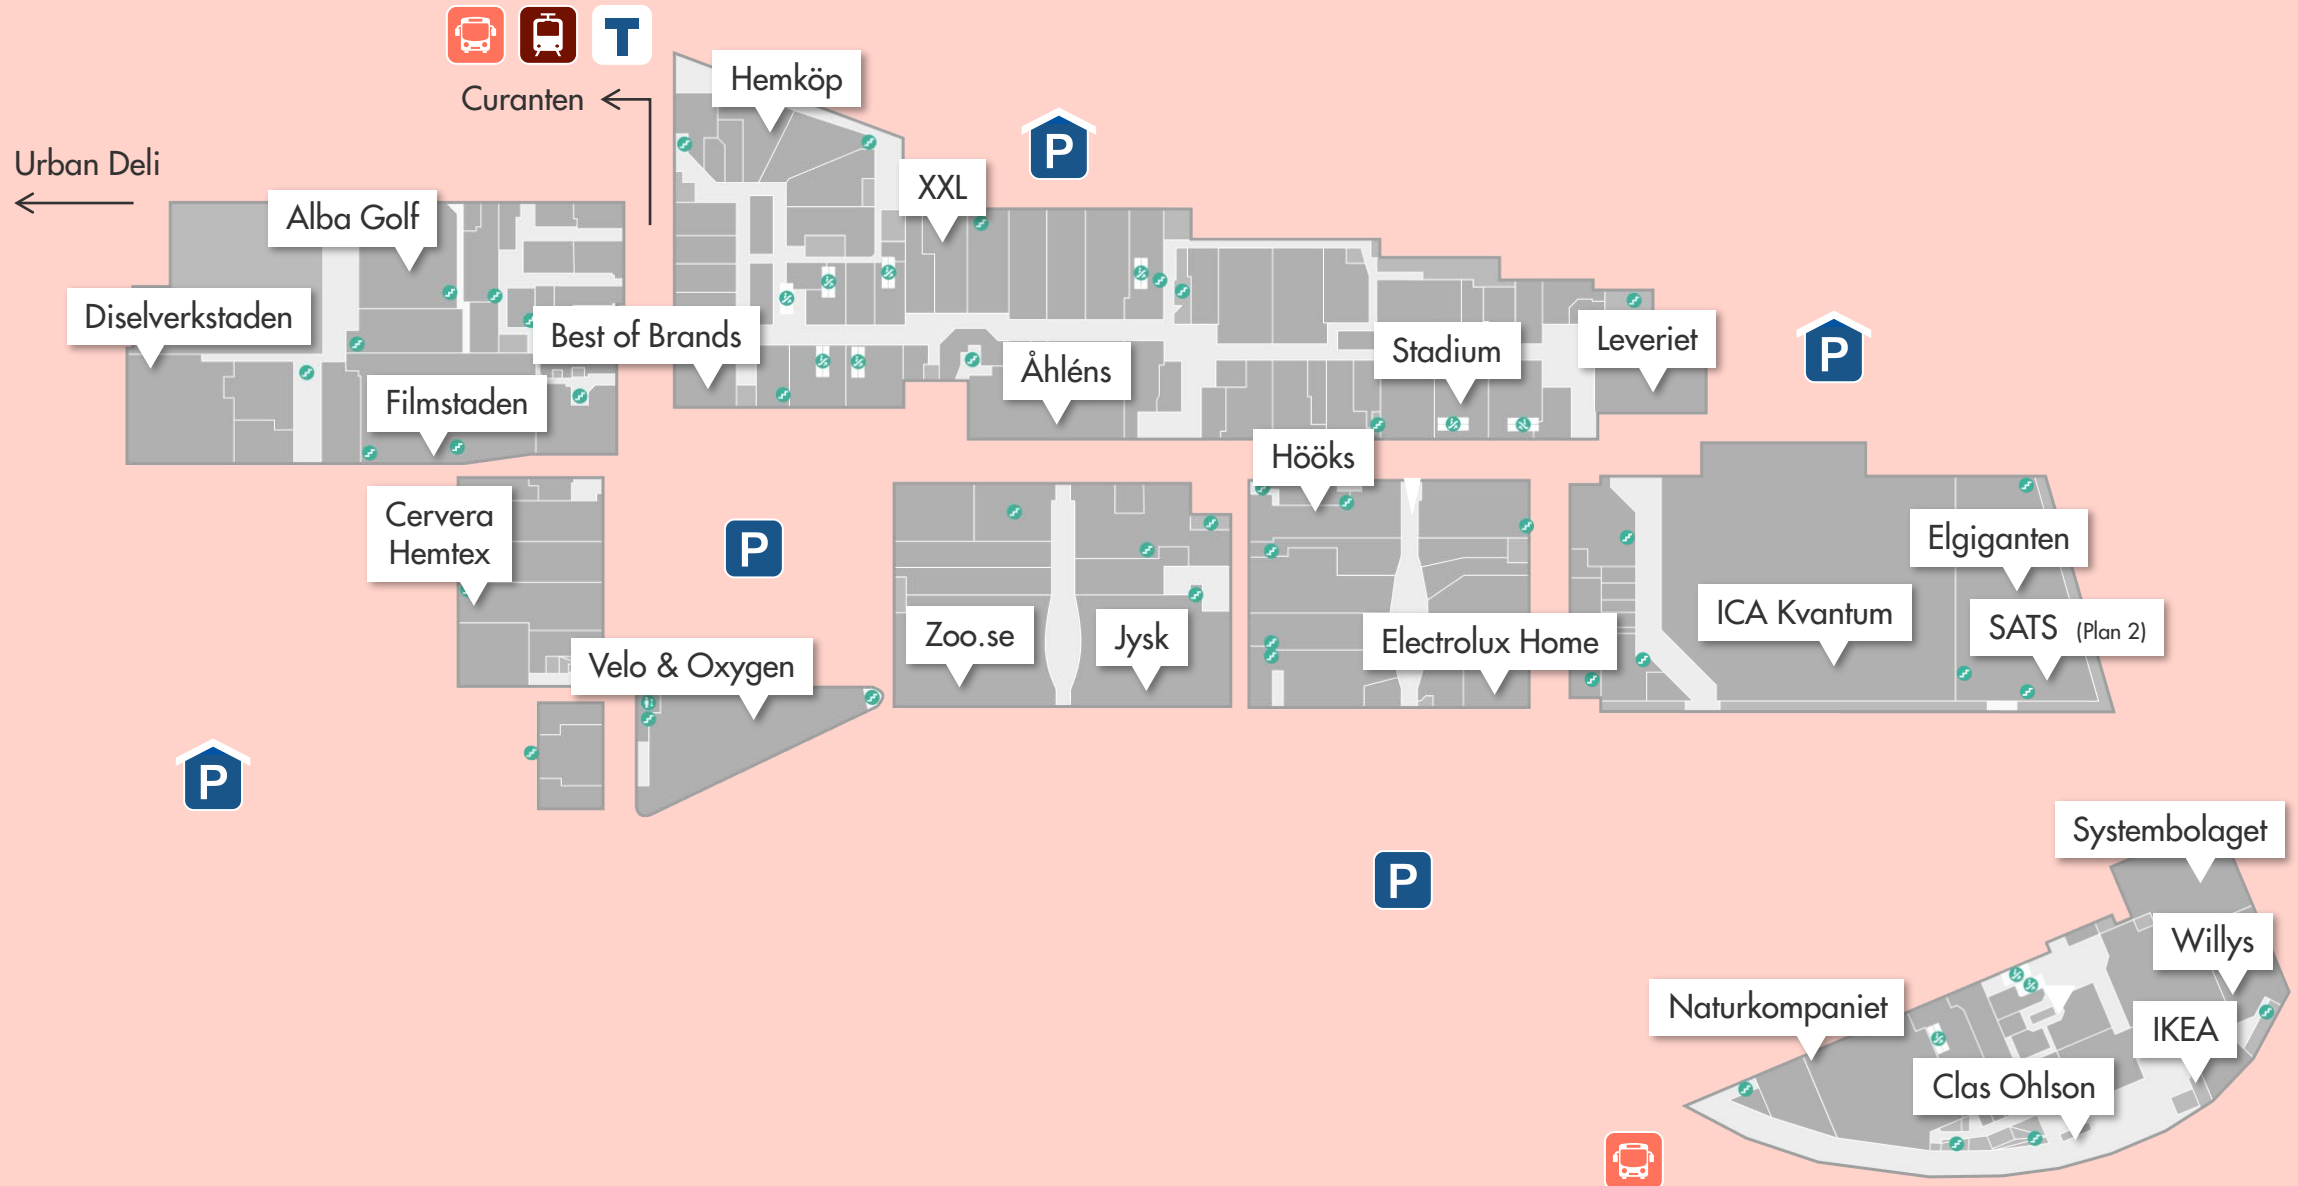 T
Curanten
Hemköp
P
Urban Deli
XXL
Alba Golf
Diselverkstaden
Best of Brands
Åhléns
Stadium
Leveriet
P
Filmstaden
Hööks
Cervera
Hemtex
P
Elgiganten
Zoo.se
Jysk
Electrolux Home
ICA Kvantum
SATS (Plan 2)
Velo & Oxygen
P
P
Systembolaget
Willys
Naturkompaniet
IKEA
Clas Ohlson